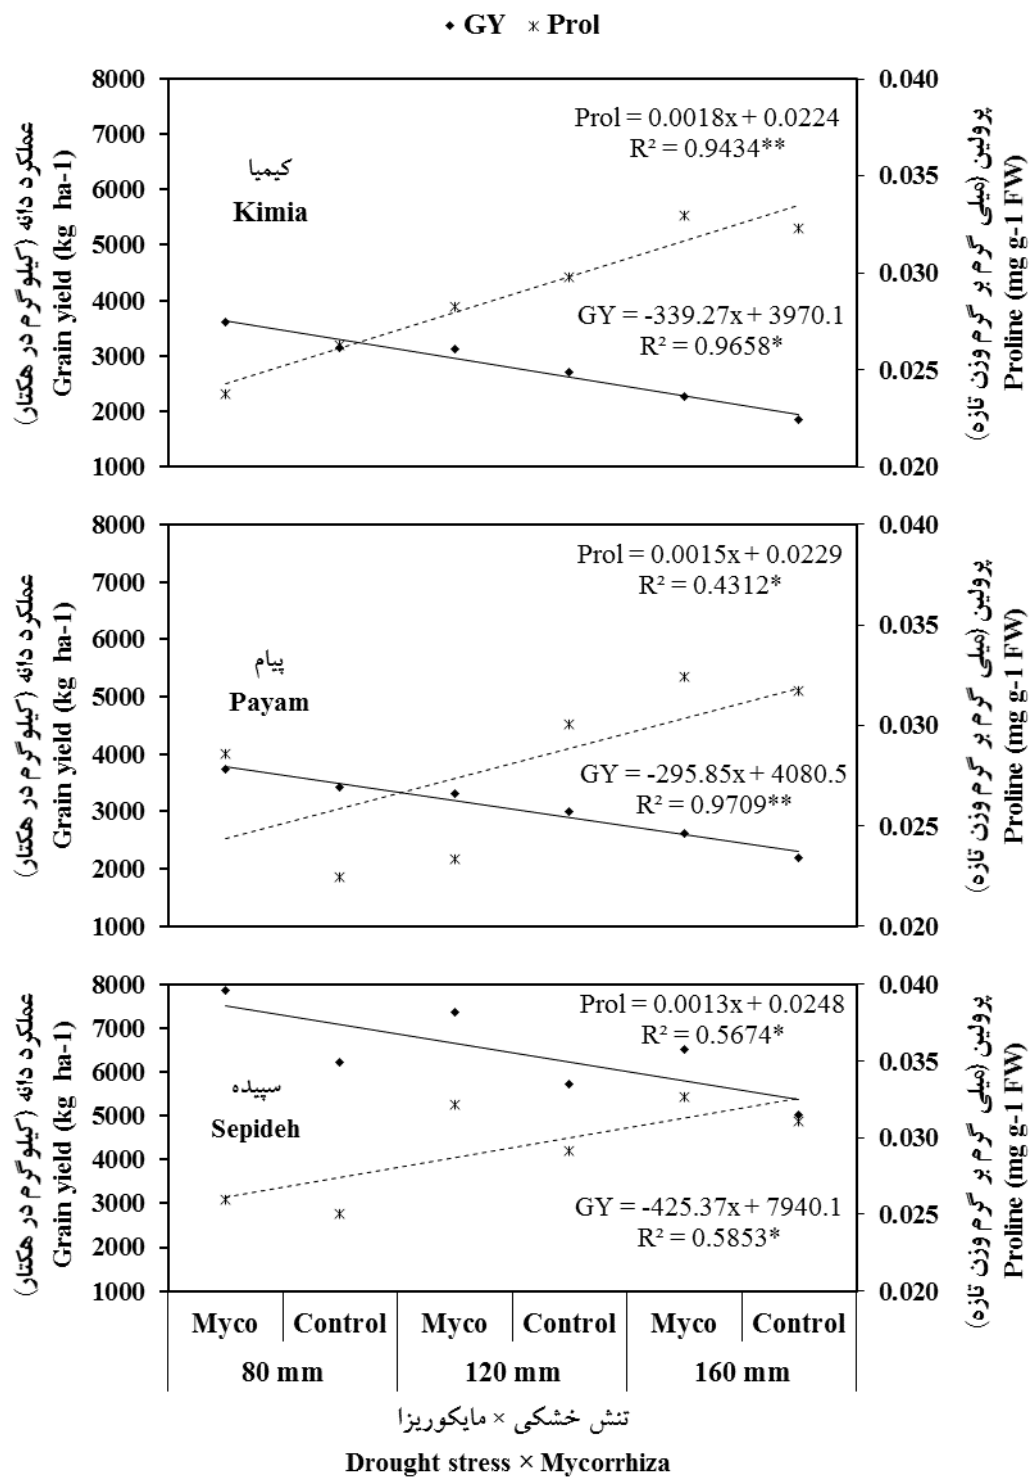 GY Prol
عملکرد دانه (کیلوگرم در هکتار)
Grain yield (kg ha-1)
8000
7000
6000
5000
4000
3000
2000
1000
کیمیا
Kimia
Prol = 0.0018x + 0.0224
R² = 0.9434**
GY = -339.27x + 3970.1
R² = 0.9658*
0.040
0.035
0.030
0.025
0.020
پرولین (میلی گرم بر گرم وزن تازه)
Proline (mg g-1 FW)
عملکرد دانه (کیلوگرم در هکتار)
Grain yield (kg ha-1)
8000
7000
6000
5000
4000
3000
2000
1000
پیام
Payam
Prol = 0.0015x + 0.0229
R² = 0.4312*
GY = -295.85x + 4080.5
R² = 0.9709**
0.040
0.035
0.030
0.025
0.020
پرولین (میلی گرم بر گرم وزن تازه)
Proline (mg g-1 FW)
عملکرد دانه (کیلوگرم در هکتار)
Grain yield (kg ha-1)
8000
7000
6000
5000
4000
3000
2000
1000
سپیده
Sepideh
Prol = 0.0013x + 0.0248
R² = 0.5674*
GY = -425.37x + 7940.1
R² = 0.5853*
0.040
0.035
0.030
0.025
0.020
پرولین (میلی گرم بر گرم وزن تازه)
Proline (mg g-1 FW)
Myco Control Myco Control Myco Control
80 mm 120 mm 160 mm
تنش خشکی × مایکوریزا
Drought stress × Mycorrhiza